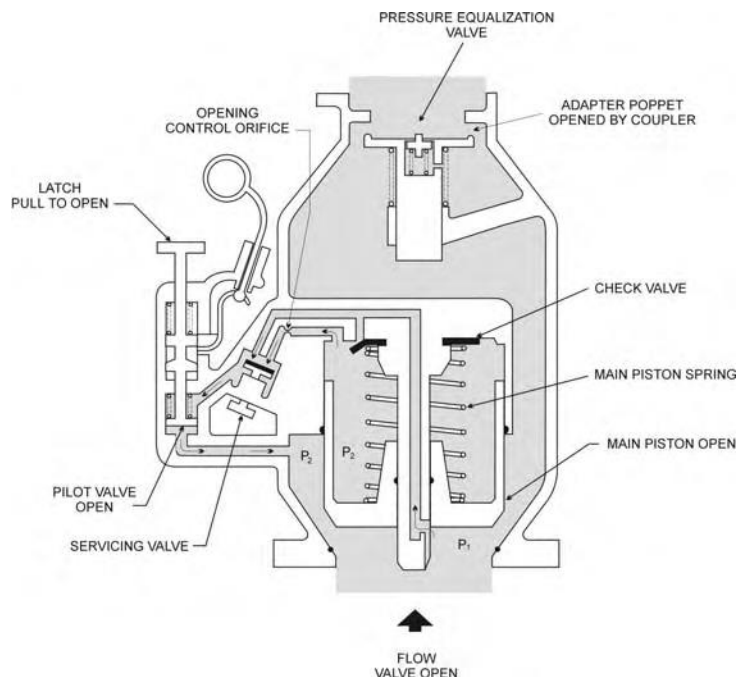 PRESSURE EQUALIZATION
VALVE
OPENING
CONTROL ORIFICE
ADAPTER POPPET
OPENED BY COUPLER
LATCH
PULL TO OPEN
CHECK VALVE
MAIN PISTON SPRING
MAIN PISTON OPEN
P2
P2
PILOT VALVE
OPEN
SERVICING VALVE
P1
FLOW
VALVE OPEN